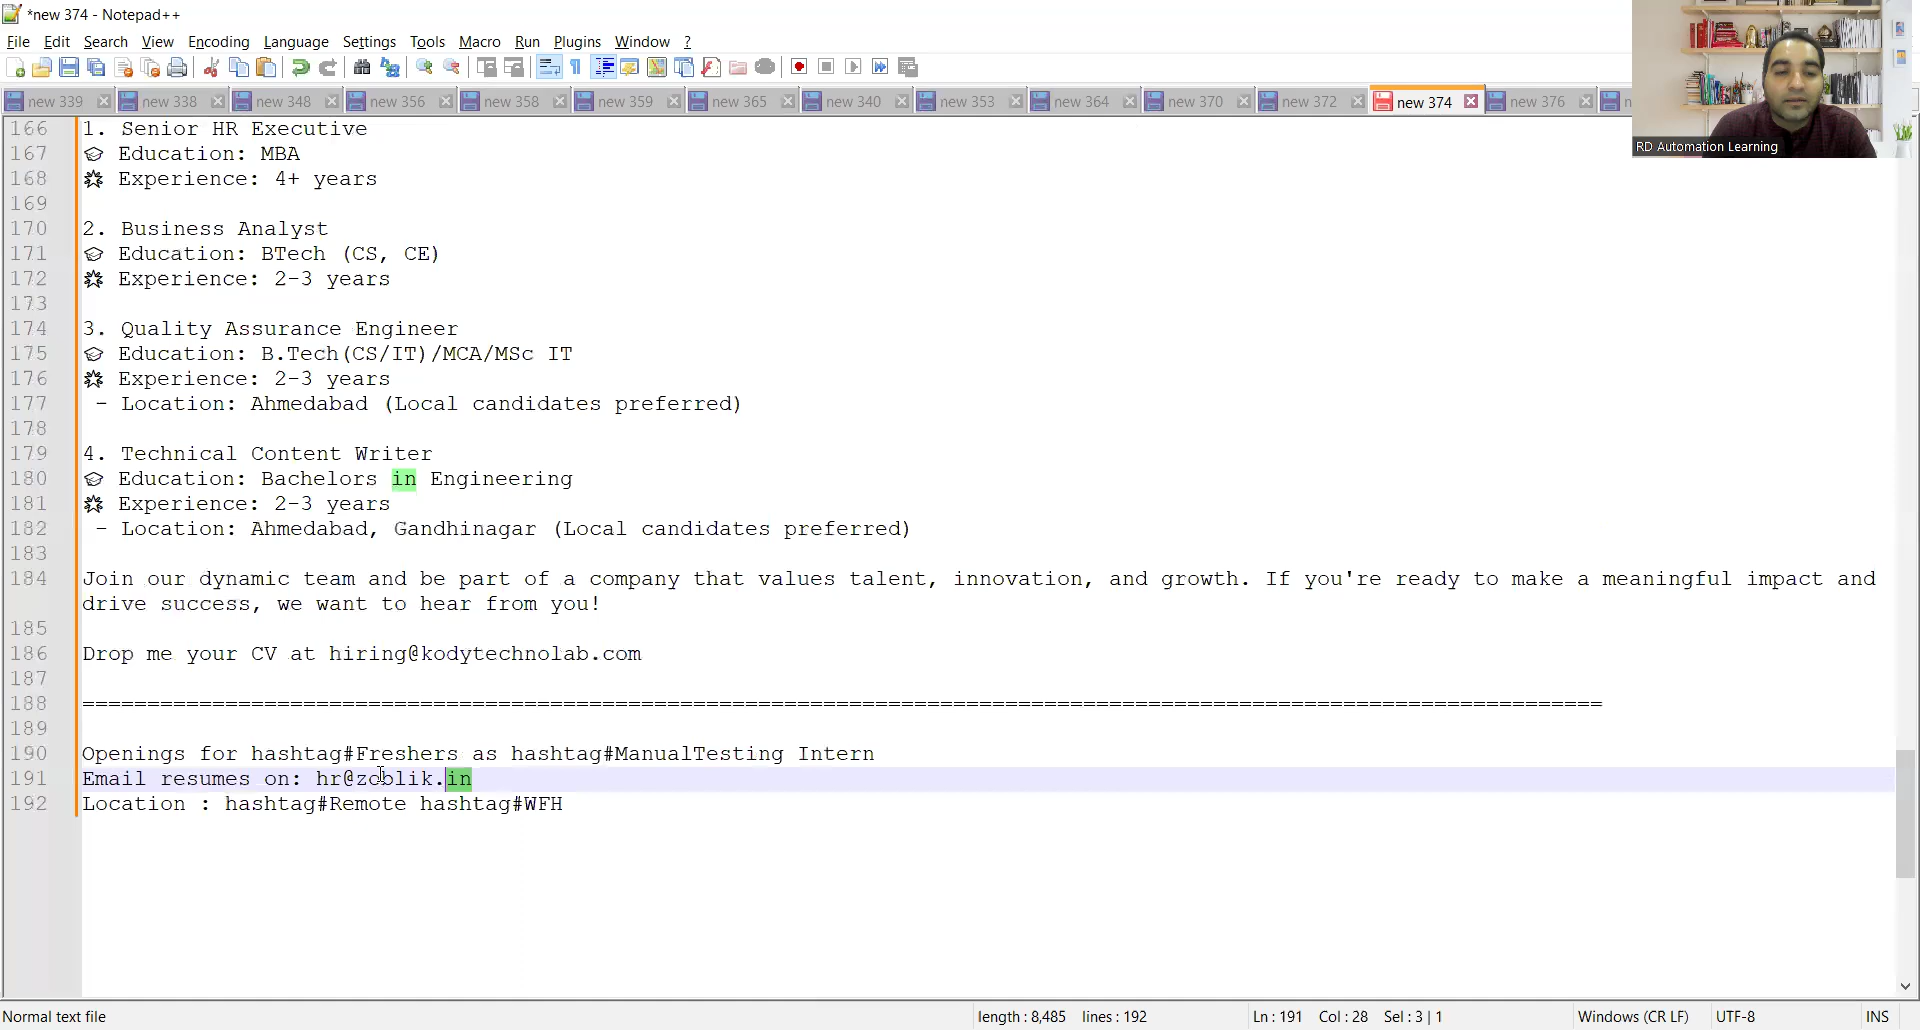 *new 374 - Notepad++
File Edit Search View Encoding Language Settings Tools Macro Run Plugins Window ?
new 339 new 338 new 348 new 356 new 358 new 359 new 365 new 340 new 353 new 364 new 370 new 372 new 374 new 376
RD Automation Learning
166 1. Senior HR Executive
167 Education: MBA
168 Experience: 4+ years
169
170 2. Business Analyst
171 Education: BTech (CS, CE)
172 Experience: 2-3 years
173
174 3. Quality Assurance Engineer
175 Education: B.Tech(CS/IT)/MCA/MSc IT
176 Experience: 2-3 years
177 - Location: Ahmedabad (Local candidates preferred)
178
179 4. Technical Content Writer
180 Education: Bachelors in Engineering
181 Experience: 2-3 years
182 - Location: Ahmedabad, Gandhinagar (Local candidates preferred)
183
184 Join our dynamic team and be part of a company that values talent, innovation, and growth. If you're ready to make a meaningful impact and
drive success, we want to hear from you!
185
186 Drop me your CV at hiring@kodytechnolab.com
187
188 =====================================================================================================================
189
190 Openings for hashtag#Freshers as hashtag#ManualTesting Intern
191 Email resumes on:
192 Location : hashtag#Remote hashtag#WFH
Normal text file length : 8,485 lines : 192 Ln : 191 Col : 28 Sel : 3 | 1 Windows (CR LF) UTF-8 INS